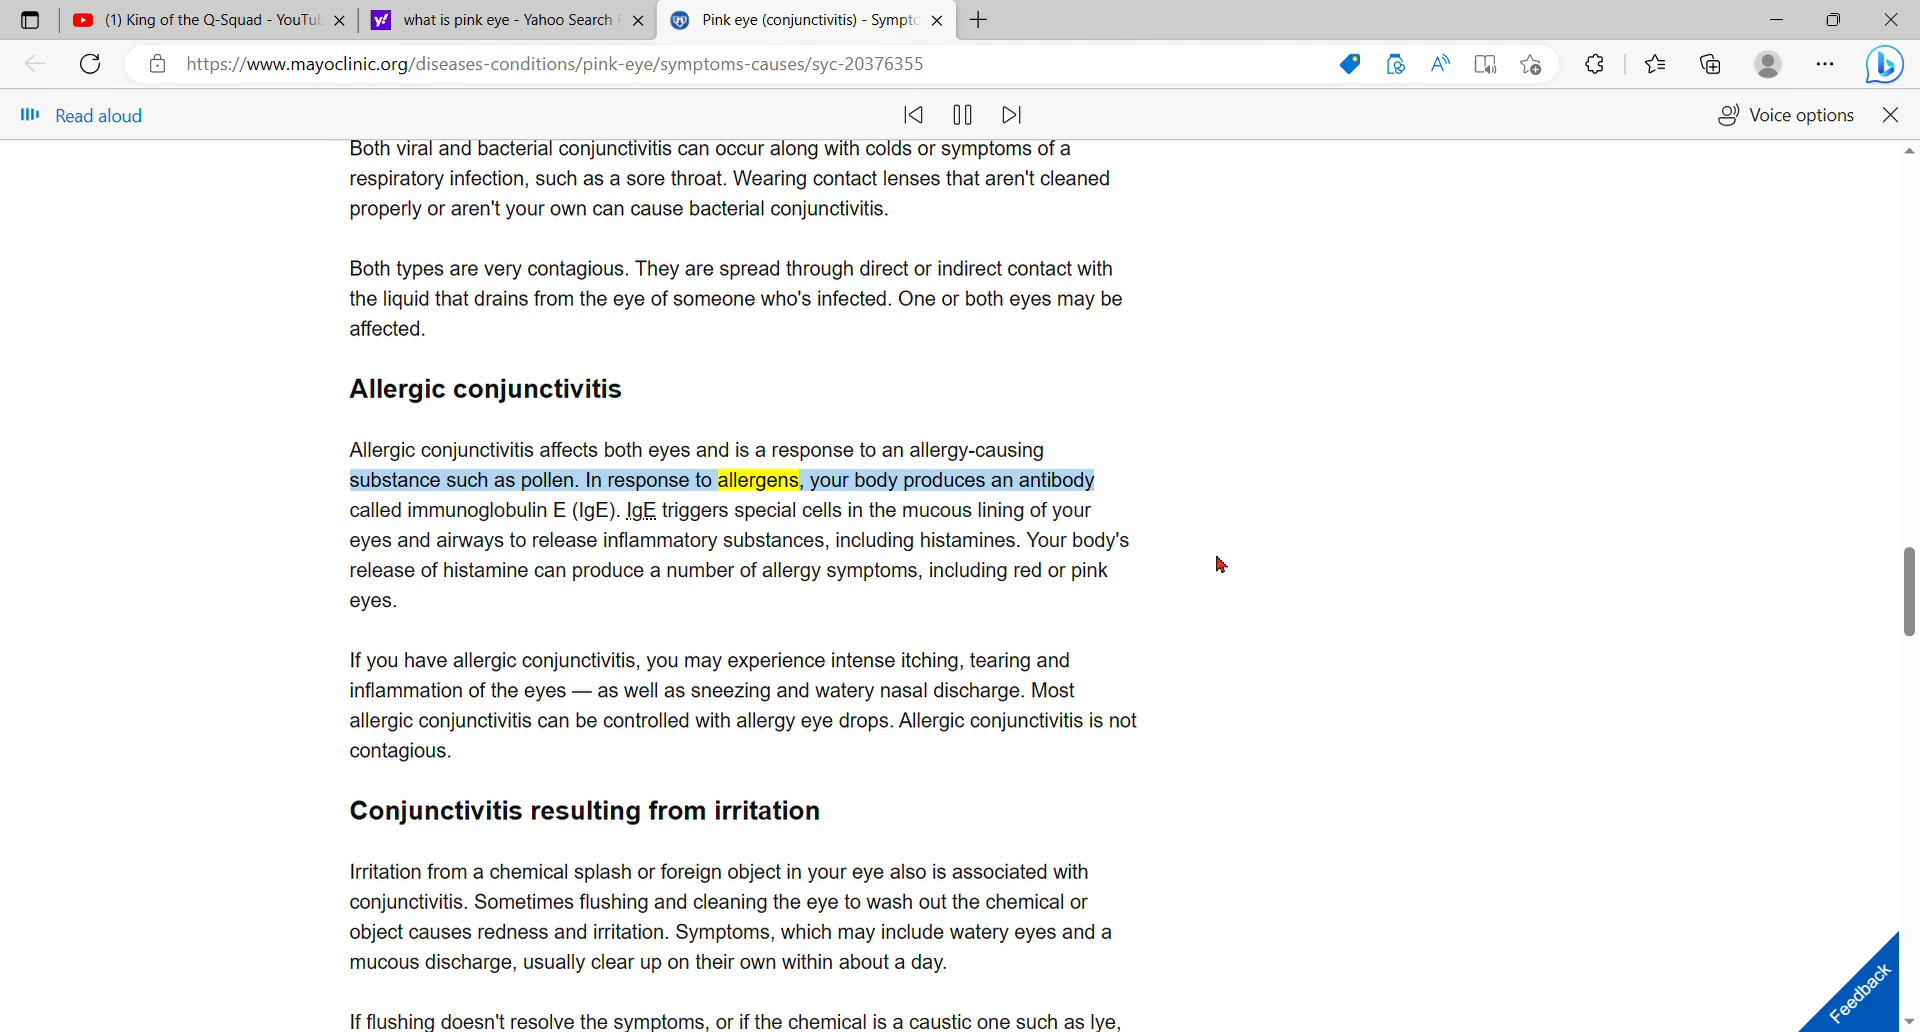 (1) King of the Q-Squad - YouTu
what is pink eye - Yahoo Search
Pink eye (conjunctivitis) - Sympto
https://www.mayoclinic.org/diseases-conditions/pink-eye/symptoms-causes/syc-20376355
Read aloud
Voice options
Both viral and bacterial conjunctivitis can occur along with colds or symptoms of a
respiratory infection, such as a sore throat. Wearing contact lenses that aren't cleaned
properly or aren't your own can cause bacterial conjunctivitis.
Both types are very contagious. They are spread through direct or indirect contact with
the liquid that drains from the eye of someone who's infected. One or both eyes may be
affected.
Allergic conjunctivitis
Allergic conjunctivitis affects both eyes and is a response to an allergy-causing
substance such as pollen. In response to allergens, your body produces an antibody
called immunoglobulin E (IgE). IgE triggers special cells in the mucous lining of your
eyes and airways to release inflammatory substances, including histamines. Your body's
release of histamine can produce a number of allergy symptoms, including red or pink
eyes.
If you have allergic conjunctivitis, you may experience intense itching, tearing and
inflammation of the eyes — as well as sneezing and watery nasal discharge. Most
allergic conjunctivitis can be controlled with allergy eye drops. Allergic conjunctivitis is not
contagious.
Conjunctivitis resulting from irritation
Irritation from a chemical splash or foreign object in your eye also is associated with
conjunctivitis. Sometimes flushing and cleaning the eye to wash out the chemical or
object causes redness and irritation. Symptoms, which may include watery eyes and a
mucous discharge, usually clear up on their own within about a day.
If flushing doesn't resolve the symptoms, or if the chemical is a caustic one such as lye,
Feedback